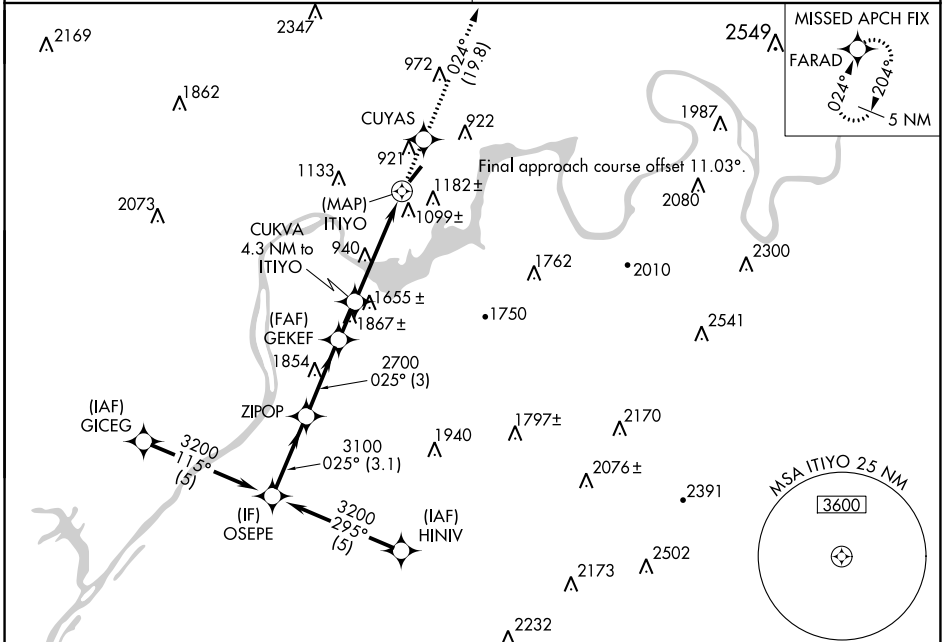 2169
2347
2549
MISSED APCH FIX
FARAD
024°
204°
5 NM
024°
(19.8)
972
1862
CUYAS
922
1987
921
1133
Final approach course offset 11.03°.
1182±
2080
(MAP)
ITIYO
1099±
2073
CUKVA
4.3 NM to
ITIYO
940
1762
2010
2300
1655 ±
1867 ±
1750
(FAF)
GEKEF
2541
1854
2700
025° (3)
(IAF)
GICEG
ZIPOP
3200
115°
(5)
3100
025° (3.1)
1940
1797±
2170
2076 ±
2391
MSA ITIYO 25 NM
3600
(IF)
OSEPE
3200
295°
(5)
(IAF)
HINIV
2502
2173
2232